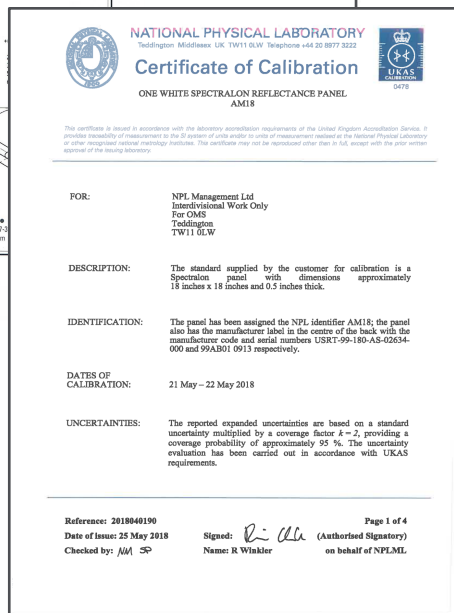 NATIONAL PHYSICAL LABORATORY
Teddington Middlesex UK TW11 0LW Telephone +44 20 8977 3222
Certificate of Calibration
UKAS
CALIBRATION
0478
ONE WHITE SPECTRALON REFLECTANCE PANEL
AM18
This certificate is issued in accordance with the laboratory accreditation requirements of the United Kingdom Accreditation Service. It
provides traceability of measurement to the SI system of units and/or to units of measurement realised at the National Physical Laboratory
or other recognised national metrology institutes. This certificate may not be reproduced other than in full, except with the prior written
approval of the issuing laboratory.
FOR:
NPL Management Ltd
Interdivisional Work Only
For OMS
Teddington
TW11 0LW
DESCRIPTION:
The standard supplied by the customer for calibration is a
Spectralon panel with dimensions approximately
18 inches x 18 inches and 0.5 inches thick.
IDENTIFICATION:
The panel has been assigned the NPL identifier AM18; the panel
also has the manufacturer label in the centre of the back with the
manufacturer code and serial numbers USRT-99-180-AS-02634-
000 and 99AB01 0913 respectively.
DATES OF
CALIBRATION:
21 May – 22 May 2018
UNCERTAINTIES:
The reported expanded uncertainties are based on a standard
uncertainty multiplied by a coverage factor k = 2, providing a
coverage probability of approximately 95 %. The uncertainty
evaluation has been carried out in accordance with UKAS
requirements.
Reference: 2018040190
Page 1 of 4
Date of issue: 25 May 2018
Signed:
(Authorised Signatory)
Checked by: NM SP
Name: R Winkler
on behalf of NPLML